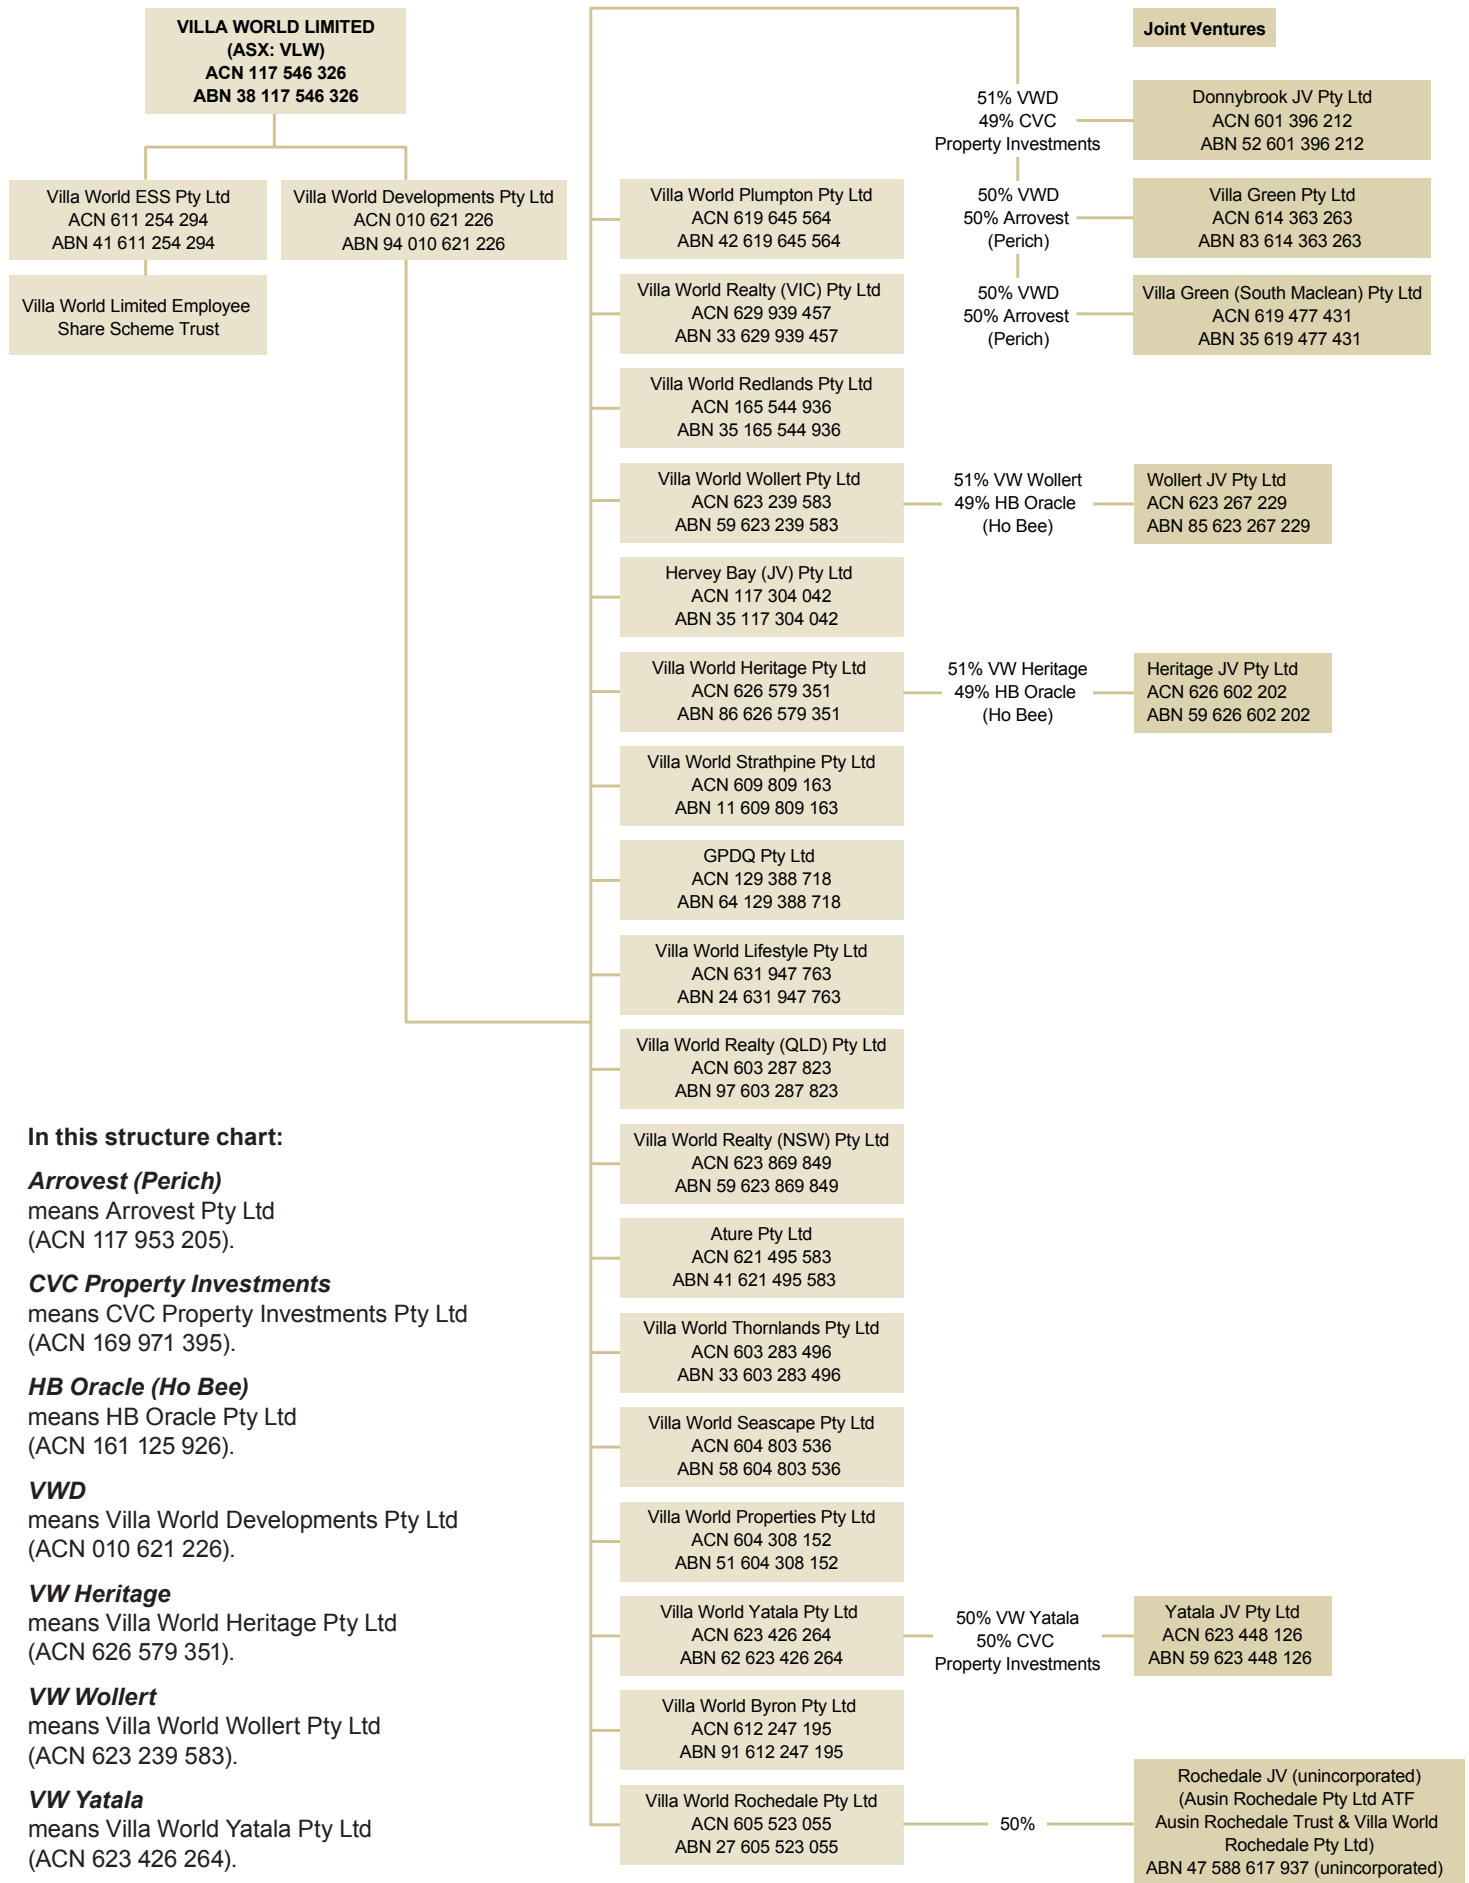 VILLA WORLD LIMITED
(ASX: VLW)
ACN 117 546 326
ABN 38 117 546 326
Villa World ESS Pty Ltd
ACN 611 254 294
ABN 41 611 254 294
Villa World Limited Employee
Share Scheme Trust
Villa World Developments Pty Ltd
ACN 010 621 226
ABN 94 010 621 226
Joint Ventures
51% VWD
49% CVC
Property Investments
Donnybrook JV Pty Ltd
ACN 601 396 212
ABN 52 601 396 212
50% VWD
50% Arrovest
(Perich)
Villa Green Pty Ltd
ACN 614 363 263
ABN 83 614 363 263
50% VWD
50% Arrovest
(Perich)
Villa Green (South Maclean) Pty Ltd
ACN 619 477 431
ABN 35 619 477 431
Villa World Plumpton Pty Ltd
ACN 619 645 564
ABN 42 619 645 564
Villa World Realty (VIC) Pty Ltd
ACN 629 939 457
ABN 33 629 939 457
Villa World Redlands Pty Ltd
ACN 165 544 936
ABN 35 165 544 936
Villa World Wollert Pty Ltd
ACN 623 239 583
ABN 59 623 239 583
51% VW Wollert
49% HB Oracle
(Ho Bee)
Wollert JV Pty Ltd
ACN 623 267 229
ABN 85 623 267 229
Hervey Bay (JV) Pty Ltd
ACN 117 304 042
ABN 35 117 304 042
Villa World Heritage Pty Ltd
ACN 626 579 351
ABN 86 626 579 351
51% VW Heritage
49% HB Oracle
(Ho Bee)
Heritage JV Pty Ltd
ACN 626 602 202
ABN 59 626 602 202
Villa World Strathpine Pty Ltd
ACN 609 809 163
ABN 11 609 809 163
GPDQ Pty Ltd
ACN 129 388 718
ABN 64 129 388 718
Villa World Lifestyle Pty Ltd
ACN 631 947 763
ABN 24 631 947 763
Villa World Realty (QLD) Pty Ltd
ACN 603 287 823
ABN 97 603 287 823
Villa World Realty (NSW) Pty Ltd
ACN 623 869 849
ABN 59 623 869 849
Ature Pty Ltd
ACN 621 495 583
ABN 41 621 495 583
Villa World Thornlands Pty Ltd
ACN 603 283 496
ABN 33 603 283 496
Villa World Seascape Pty Ltd
ACN 604 803 536
ABN 58 604 803 536
Villa World Properties Pty Ltd
ACN 604 308 152
ABN 51 604 308 152
Villa World Yatala Pty Ltd
ACN 623 426 264
ABN 62 623 426 264
50% VW Yatala
50% CVC
Property Investments
Yatala JV Pty Ltd
ACN 623 448 126
ABN 59 623 448 126
Villa World Byron Pty Ltd
ACN 612 247 195
ABN 91 612 247 195
Villa World Rochedale Pty Ltd
ACN 605 523 055
ABN 27 605 523 055
50%
Rochedale JV (unincorporated)
(Ausin Rochedale Pty Ltd ATF
Ausin Rochedale Trust & Villa World
Rochedale Pty Ltd)
ABN 47 588 617 937 (unincorporated)
In this structure chart:
Arrovest (Perich)
means Arrovest Pty Ltd
(ACN 117 953 205).
CVC Property Investments
means CVC Property Investments Pty Ltd
(ACN 169 971 395).
HB Oracle (Ho Bee)
means HB Oracle Pty Ltd
(ACN 161 125 926).
VWD
means Villa World Developments Pty Ltd
(ACN 010 621 226).
VW Heritage
means Villa World Heritage Pty Ltd
(ACN 626 579 351).
VW Wollert
means Villa World Wollert Pty Ltd
(ACN 623 239 583).
VW Yatala
means Villa World Yatala Pty Ltd
(ACN 623 426 264).